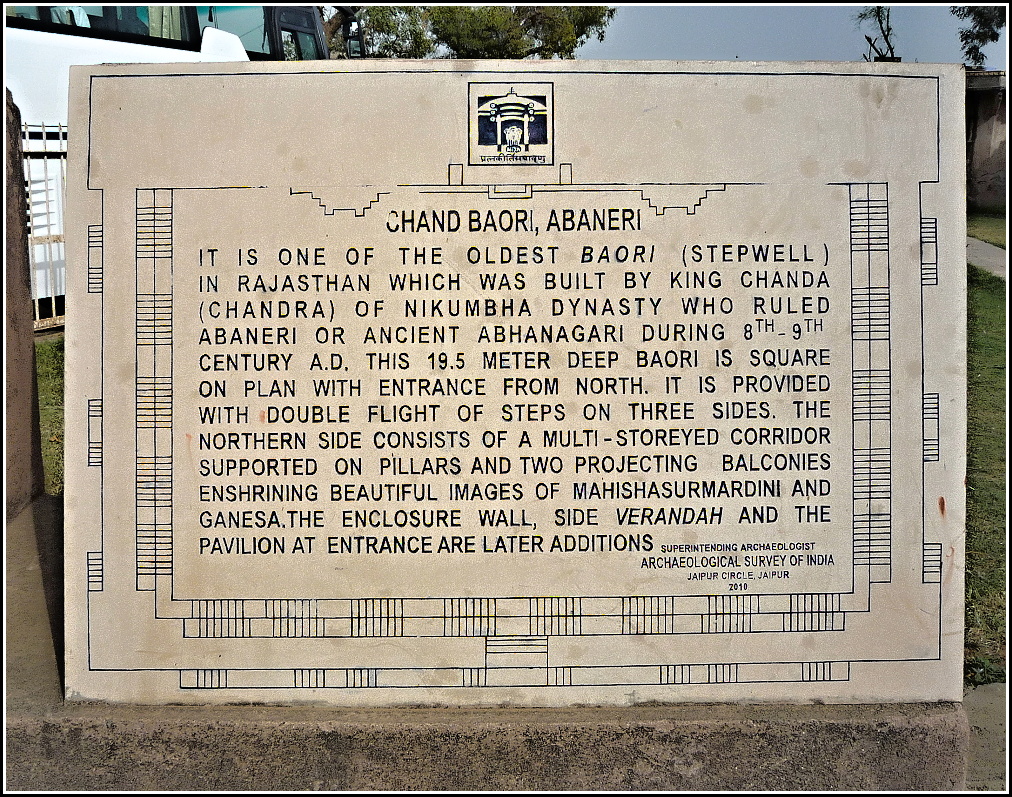 प्रत्नकीर्तिमपावृणु
CHAND BAORI, ABANERI
IT IS ONE OF THE OLDEST BAORI (STEPWELL)
IN RAJASTHAN WHICH WAS BUILT BY KING CHANDA
(CHANDRA) OF NIKUMBHA DYNASTY WHO RULED
ABANERI OR ANCIENT ABHANAGARI DURING 8TH-9TH
CENTURY A.D. THIS 19.5 METER DEEP BAORI IS SQUARE
ON PLAN WITH ENTRANCE FROM NORTH. IT IS PROVIDED
WITH DOUBLE FLIGHT OF STEPS ON THREE SIDES. THE
NORTHERN SIDE CONSISTS OF A MULTI-STOREYED CORRIDOR
SUPPORTED ON PILLARS AND TWO PROJECTING BALCONIES
ENSHRINING BEAUTIFUL IMAGES OF MAHISHASURMARDINI AND
GANESA.THE ENCLOSURE WALL, SIDE VERANDAH AND THE
PAVILION AT ENTRANCE ARE LATER ADDITIONS
SUPERINTENDING ARCHAEOLOGIST
ARCHAEOLOGICAL SURVEY OF INDIA
JAIPUR CIRCLE, JAIPUR
2010